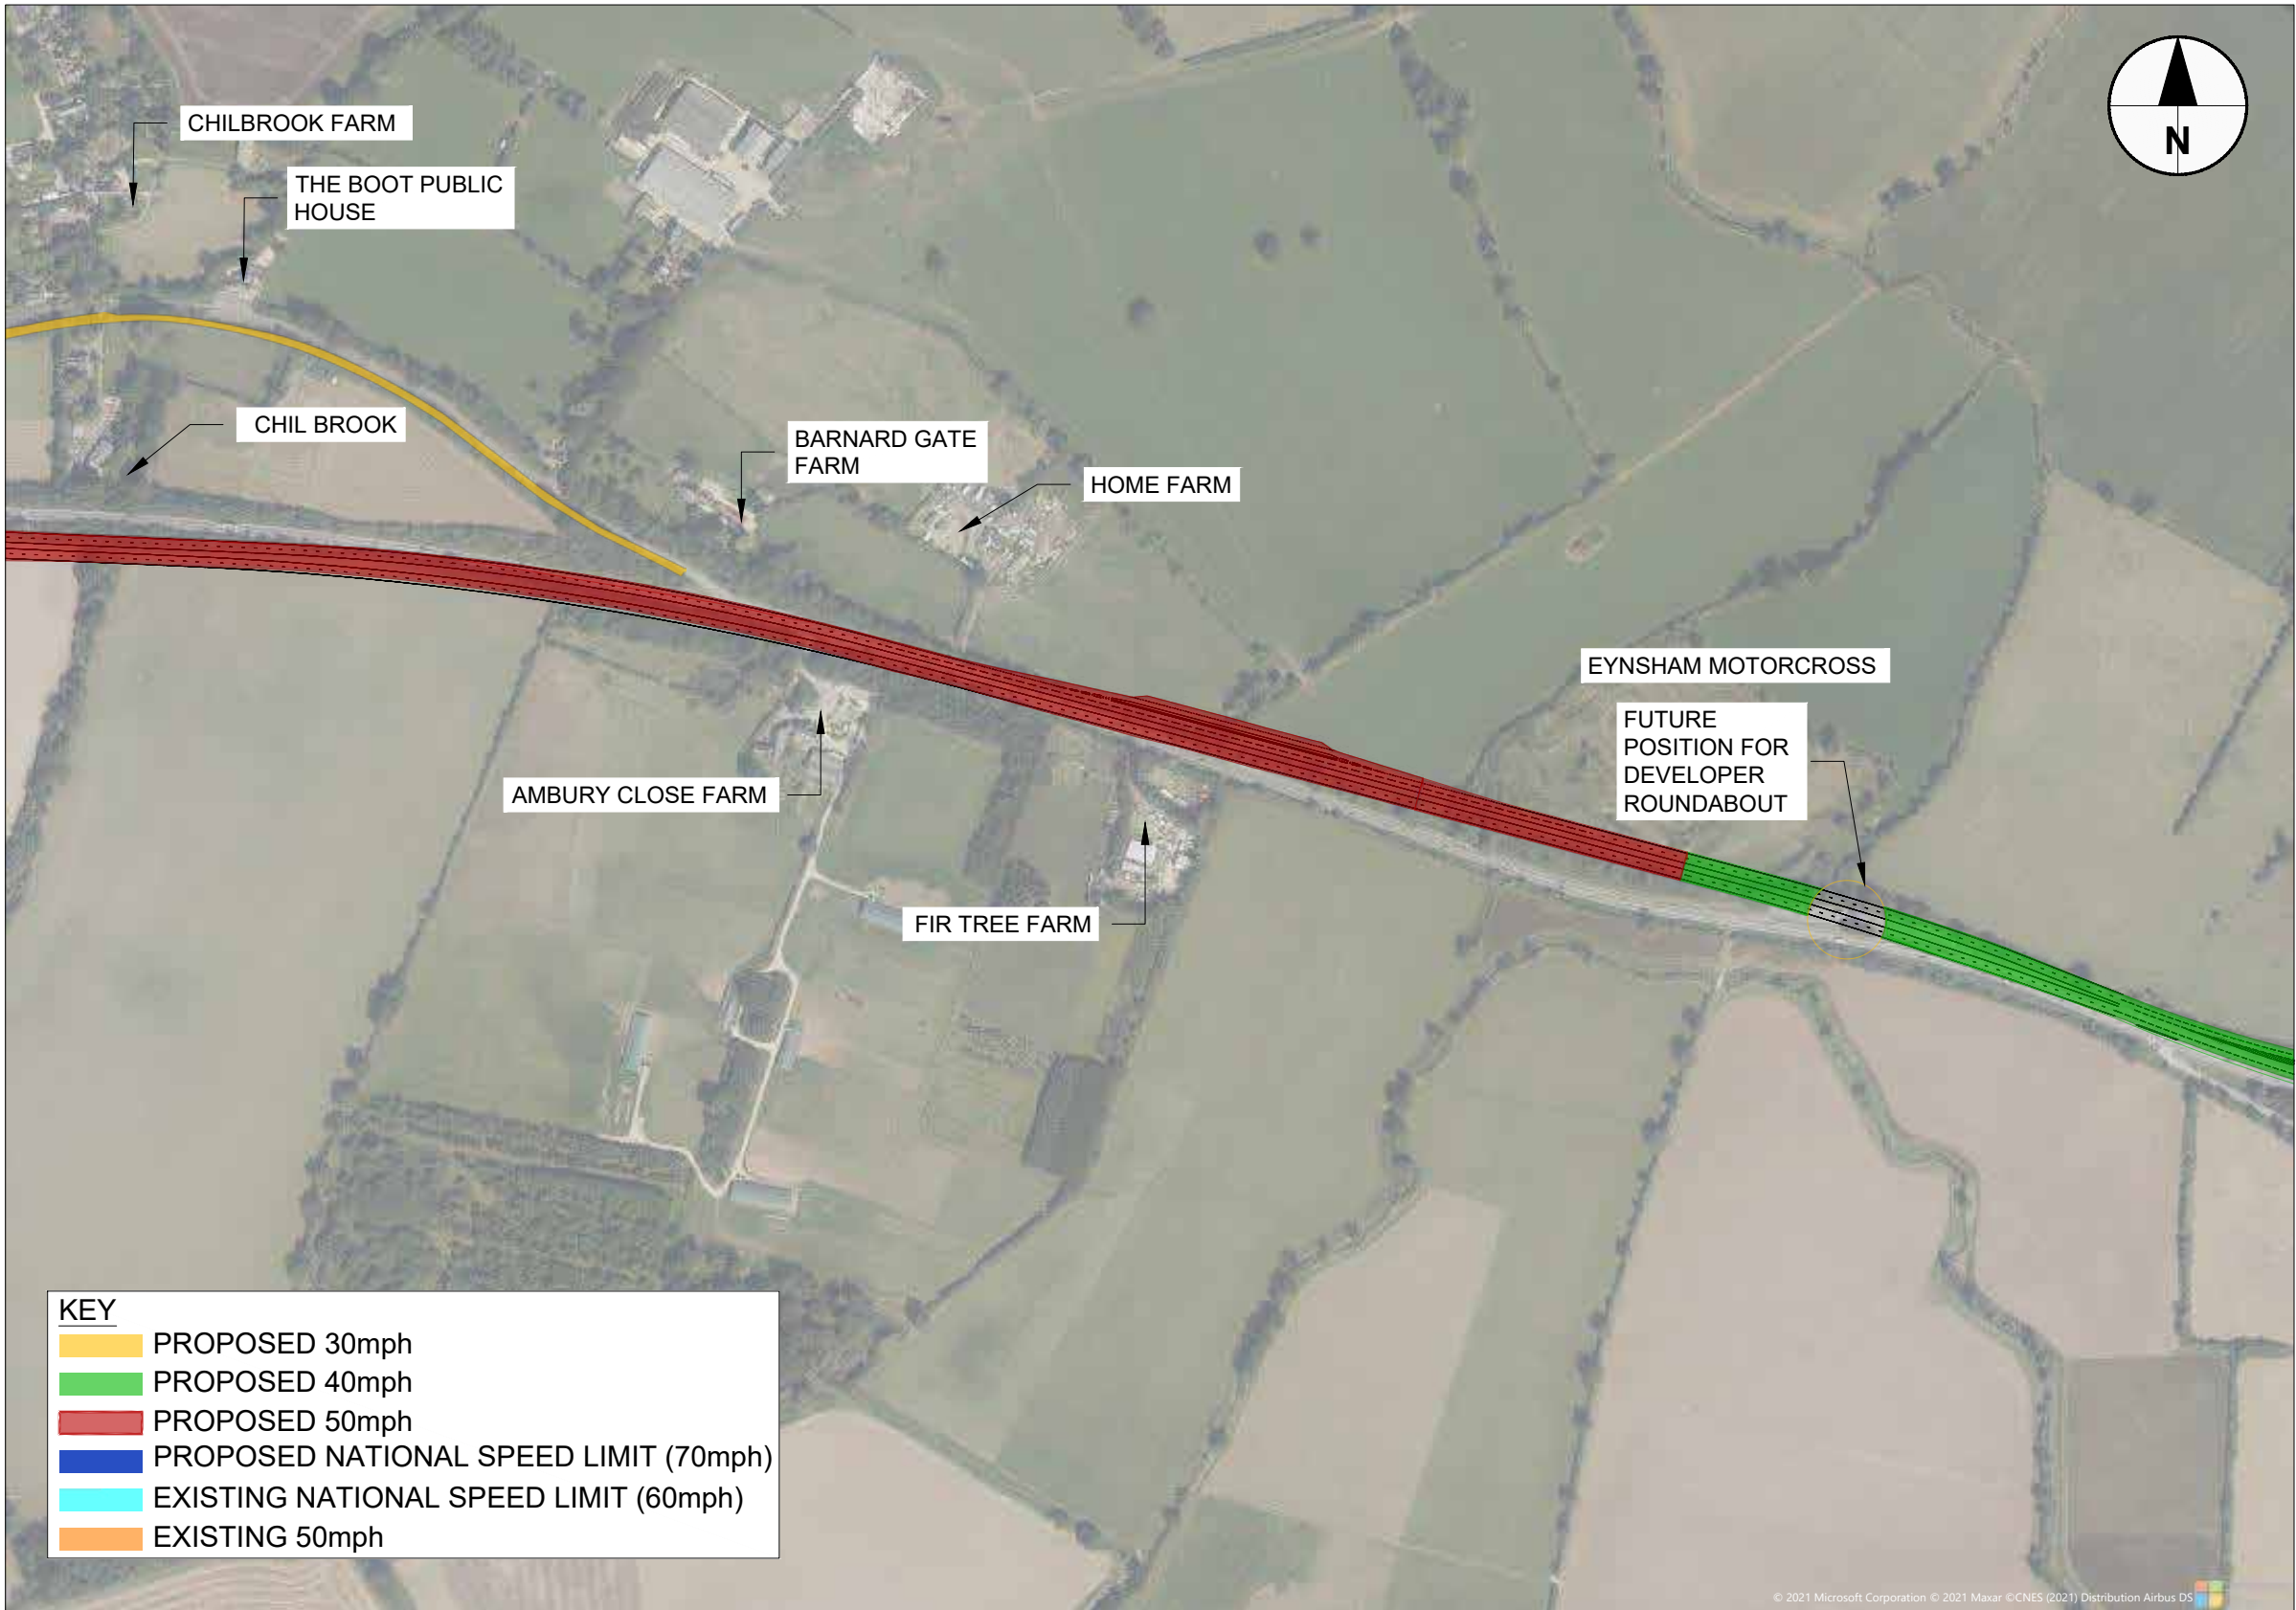 CHILBROOK FARM
THE BOOT PUBLIC
HOUSE
N
CHIL BROOK
BARNARD GATE
FARM
HOME FARM
EYNSHAM MOTORCROSS
FUTURE
POSITION FOR
DEVELOPER
ROUNDABOUT
AMBURY CLOSE FARM
FIR TREE FARM
KEY
PROPOSED 30mph
PROPOSED 40mph
PROPOSED 50mph
PROPOSED NATIONAL SPEED LIMIT (70mph)
EXISTING NATIONAL SPEED LIMIT (60mph)
EXISTING 50mph
© 2021 Microsoft Corporation © 2021 Maxar ©CNES (2021) Distribution Airbus DS